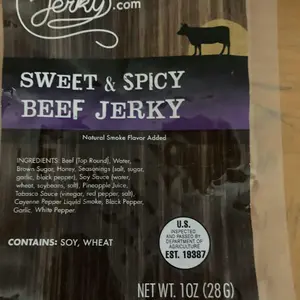 Jerky.com
SWEET & SPICY
BEEF JERKY
Natural Smoke Flavor Added
INGREDIENTS: Beef (Top Round), Water,
Brown Sugar, Honey, Seasonings (salt, sugar,
garlic, black pepper), Soy Sauce (water,
wheat, soybeans, salt), Pineapple Juice,
Tabasco Sauce (vinegar, red pepper, salt),
Cayenne Pepper Liquid Smoke, Black Pepper,
Garlic, White Pepper.
CONTAINS: SOY, WHEAT
U.S.
INSPECTED
AND PASSED BY
DEPARTMENT OF
AGRICULTURE
EST. 19387
NET WT. 1OZ (28 G)